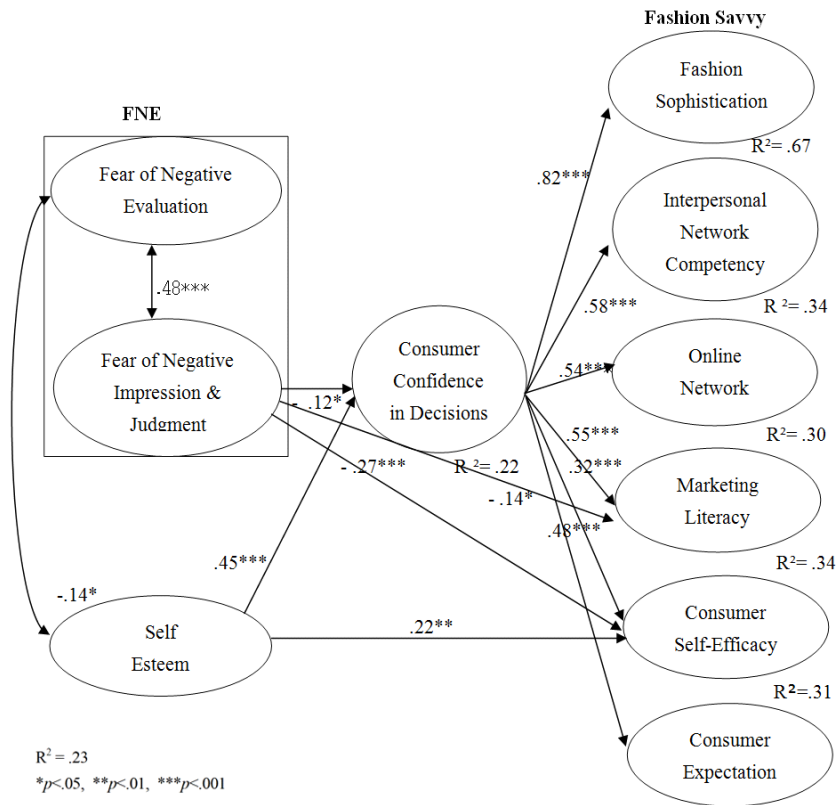 Fashion Savvy
Fashion
Sophistication
R²= .67
FNE
Fear of Negative
Evaluation
.82***
Interpersonal
Network
Competency
R ²= .34
.48***
.58***
Fear of Negative
Impression &
Judgment
Consumer
Confidence
in Decisions
R ²= .22
Online
Network
R²= .30
.54***
- .12*
.55***
.32***
- .27***
- .14*
.48***
Marketing
Literacy
R²= .34
.45***
-.14*
Self
Esteem
.22**
Consumer
Self-Efficacy
R²=.31
Consumer
Expectation
R² = .23
*p<.05, **p<.01, ***p<.001